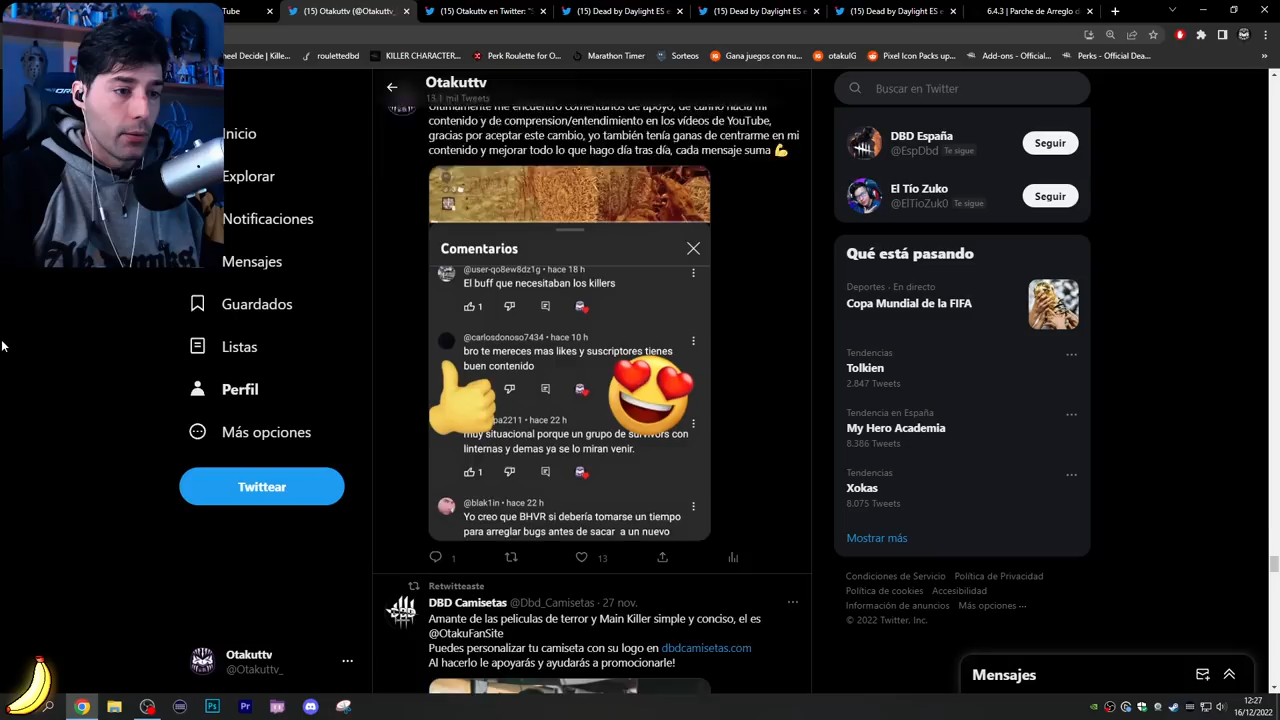 Tube
(15) Otakuttv (@Otakuttv_
(15) Otakuttv en Twitter: "S
(15) Dead by Daylight ES e
(15) Dead by Daylight ES e
(15) Dead by Daylight ES e
6.4.3 | Parche de Arreglo d
nel Decide | Kille...
roulettedbd
KILLER CHARACTER...
Perk Roulette for O...
Marathon Timer
Sorteos
Gana juegos con nu...
otakulG
Pixel Icon Packs up...
Add-ons - Official...
Perks - Official Dea...
Inicio
Explorar
Notificaciones
Mensajes
Guardados
Listas
Perfil
Más opciones
Twittear
Otakuttv
@Otakuttv_
Otakuttv
13,1 mil Tweets
Últimamente me encuentro comentarios de apoyo, de cariño hacia mi
contenido y de comprension/entendimiento en los vídeos de YouTube,
gracias por aceptar este cambio, yo también tenía ganas de centrarme en mi
contenido y mejorar todo lo que hago día tras día, cada mensaje suma 💪
Comentarios
@user-qo8ew8dz1g • hace 18 h
El buff que necesitaban los killers
1
@carlosdonoso7434 • hace 10 h
bro te mereces mas likes y suscriptores tienes
buen contenido
pa2211 • hace 22 h
muy situacional porque un grupo de survivors con
linternas y demas ya se lo miran venir.
1
@blak1in • hace 22 h
Yo creo que BHVR si debería tomarse un tiempo
para arreglar bugs antes de sacar a un nuevo
1
13
Retwitteaste
DBD Camisetas @Dbd_Camisetas · 27 nov.
Amante de las peliculas de terror y Main Killer simple y conciso, el es
@OtakuFanSite
Puedes personalizar tu camiseta con su logo en dbdcamisetas.com
Al hacerlo le apoyarás y ayudarás a promocionarle!
Buscar en Twitter
DBD España
@EspDbd Te sigue
Seguir
El Tío Zuko
@ElTioZuk0 Te sigue
Seguir
Qué está pasando
Deportes · En directo
Copa Mundial de la FIFA
Tendencias
Tolkien
2.847 Tweets
Tendencia en España
My Hero Academia
8.386 Tweets
Tendencias
Xokas
8.075 Tweets
Mostrar más
Condiciones de Servicio Política de Privacidad
Política de cookies Accesibilidad
Información de anuncios Más opciones ···
© 2022 Twitter, Inc.
Mensajes
12:27
16/12/2022